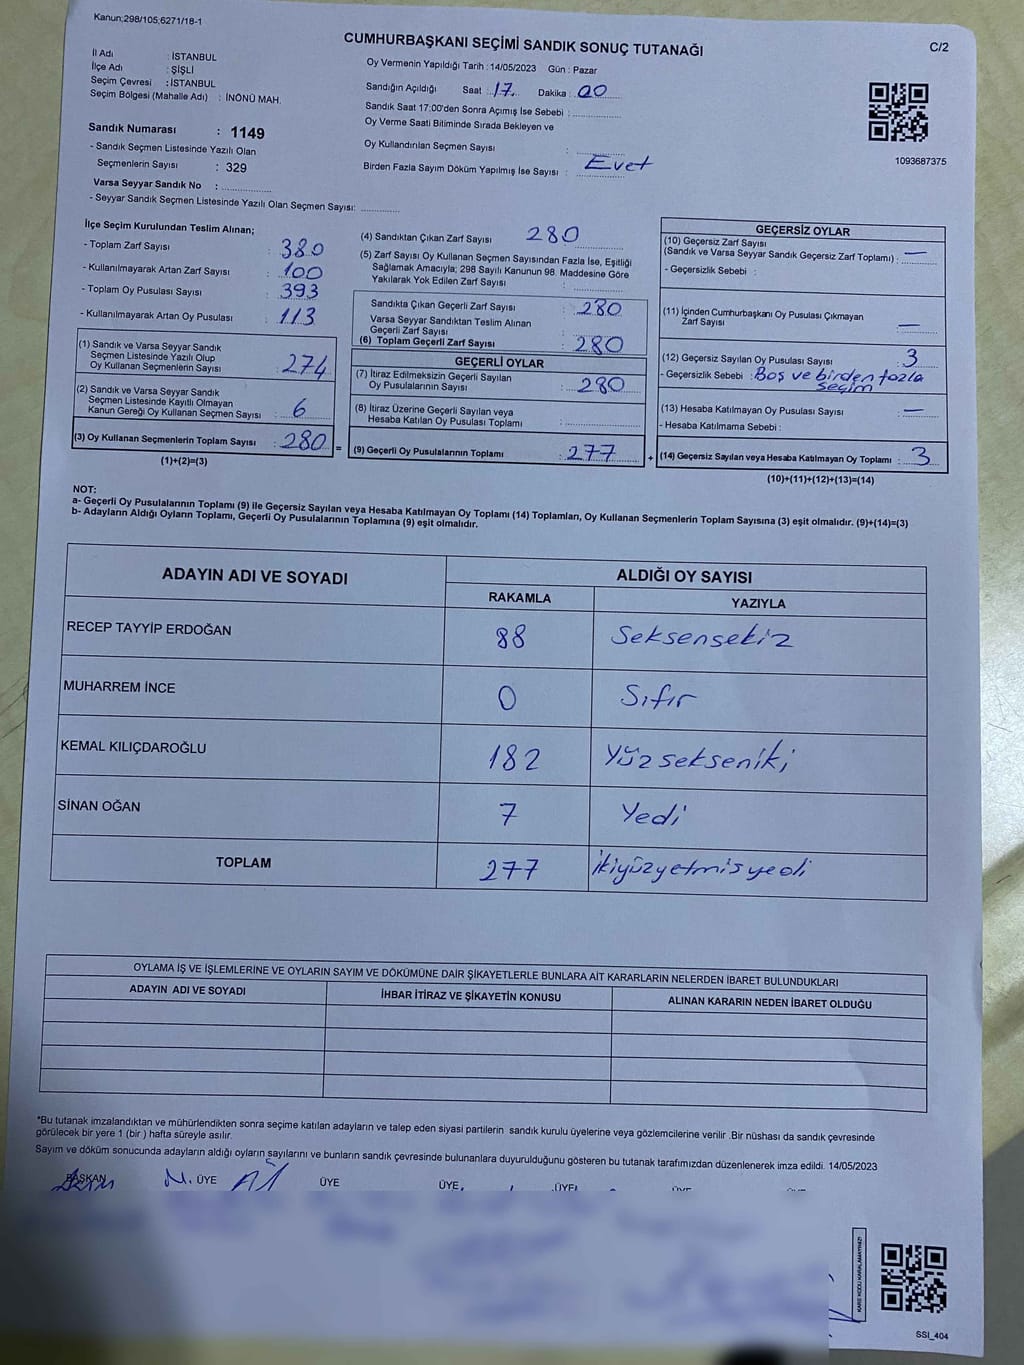 Kanun;298/105;6271/18-1
CUMHURBAŞKANI SEÇİMİ SANDIK SONUÇ TUTANAĞI
C/2
İl Adı : İSTANBUL
İlçe Adı : ŞİŞLİ
Seçim Çevresi : İSTANBUL
Seçim Bölgesi (Mahalle Adı) : İNÖNÜ MAH.
Sandık Numarası : 1149
- Sandık Seçmen Listesinde Yazılı Olan
Seçmenlerin Sayısı : 329
Varsa Seyyar Sandık No : ..............
- Seyyar Sandık Seçmen Listesinde Yazılı Olan Seçmen Sayısı: ............
Oy Vermenin Yapıldığı Tarih : 14/05/2023 Gün : Pazar
Sandığın Açıldığı Saat : 17 Dakika : 00
Sandık Saat 17:00'den Sonra Açımış İse Sebebi : ..............
Oy Verme Saati Bitiminde Sırada Bekleyen ve
Oy Kullandırılan Seçmen Sayısı : ..............
Birden Fazla Sayım Döküm Yapılmış İse Sayısı : Evet
1093687375
İlçe Seçim Kurulundan Teslim Alınan;
- Toplam Zarf Sayısı : 380
- Kullanılmayarak Artan Zarf Sayısı : 100
- Toplam Oy Pusulası Sayısı : 393
- Kullanılmayarak Artan Oy Pusulası : 113
(1) Sandık ve Varsa Seyyar Sandık
Seçmen Listesinde Yazılı Olup
Oy Kullanan Seçmenlerin Sayısı : 274
(2) Sandık ve Varsa Seyyar Sandık
Seçmen Listesinde Kayıtlı Olmayan
Kanun Gereği Oy Kullanan Seçmen Sayısı : 6
(3) Oy Kullanan Seçmenlerin Toplam Sayısı : 280 =
(1)+(2)=(3)
(4) Sandıktan Çıkan Zarf Sayısı 280
(5) Zarf Sayısı Oy Kullanan Seçmen Sayısından Fazla İse, Eşitliği
Sağlamak Amacıyla; 298 Sayılı Kanunun 98. Maddesine Göre
Yakılarak Yok Edilen Zarf Sayısı : ..............
Sandıkta Çıkan Geçerli Zarf Sayısı : 280
Varsa Seyyar Sandıktan Teslim Alınan
Geçerli Zarf Sayısı :
(6) Toplam Geçerli Zarf Sayısı : 280
GEÇERLİ OYLAR
(7) İtiraz Edilmeksizin Geçerli Sayılan
Oy Pusulalarının Sayısı : 280
(8) İtiraz Üzerine Geçerli Sayılan veya
Hesaba Katılan Oy Pusulası Toplamı : ..............
(9) Geçerli Oy Pusulalarının Toplamı : 277 +
GEÇERSİZ OYLAR
(10) Geçersiz Zarf Sayısı
(Sandık ve Varsa Seyyar Sandık Geçersiz Zarf Toplamı) : —
- Geçersizlik Sebebi :
(11) İçinden Cumhurbaşkanı Oy Pusulası Çıkmayan
Zarf Sayısı : —
(12) Geçersiz Sayılan Oy Pusulası Sayısı : 3
- Geçersizlik Sebebi : Boş ve birden fazla
seçim
(13) Hesaba Katılmayan Oy Pusulası Sayısı : —
- Hesaba Katılmama Sebebi :
(14) Geçersiz Sayılan veya Hesaba Katılmayan Oy Toplamı : 3
(10)+(11)+(12)+(13)=(14)
NOT:
a- Geçerli Oy Pusulalarının Toplamı (9) ile Geçersiz Sayılan veya Hesaba Katılmayan Oy Toplamı (14) Toplamları, Oy Kullanan Seçmenlerin Toplam Sayısına (3) eşit olmalıdır. (9)+(14)=(3)
b- Adayların Aldığı Oyların Toplamı, Geçerli Oy Pusulalarının Toplamına (9) eşit olmalıdır.
ADAYIN ADI VE SOYADI ALDIĞI OY SAYISI
RAKAMLA YAZIYLA
RECEP TAYYİP ERDOĞAN 88 Seksensekiz
MUHARREM İNCE 0 Sıfır
KEMAL KILIÇDAROĞLU 182 Yüzsekseniki
SİNAN OĞAN 7 Yedi
TOPLAM 277 İkiyüzyetmisyedi
OYLAMA İŞ VE İŞLEMLERİNE VE OYLARIN SAYIM VE DÖKÜMÜNE DAİR ŞİKAYETLERLE BUNLARA AİT KARARLARIN NELERDEN İBARET BULUNDUKLARI
ADAYIN ADI VE SOYADI İHBAR İTİRAZ VE ŞİKAYETİN KONUSU ALINAN KARARIN NEDEN İBARET OLDUĞU
*Bu tutanak imzalandıktan ve mühürlendikten sonra seçime katılan adayların ve talep eden siyasi partilerin sandık kurulu üyelerine veya gözlemcilerine verilir .Bir nüshası da sandık çevresinde
görülecek bir yere 1 (bir ) hafta süreyle asılır.
Sayım ve döküm sonucunda adayların aldığı oyların sayılarını ve bunların sandık çevresinde bulunanlara duyurulduğunu gösteren bu tutanak tarafımızdan düzenlenerek imza edildi. 14/05/2023
BAŞKAN ÜYE ÜYE ÜYE ÜYE
KARE KODU KARALAMAYINIZ!
SSI_404